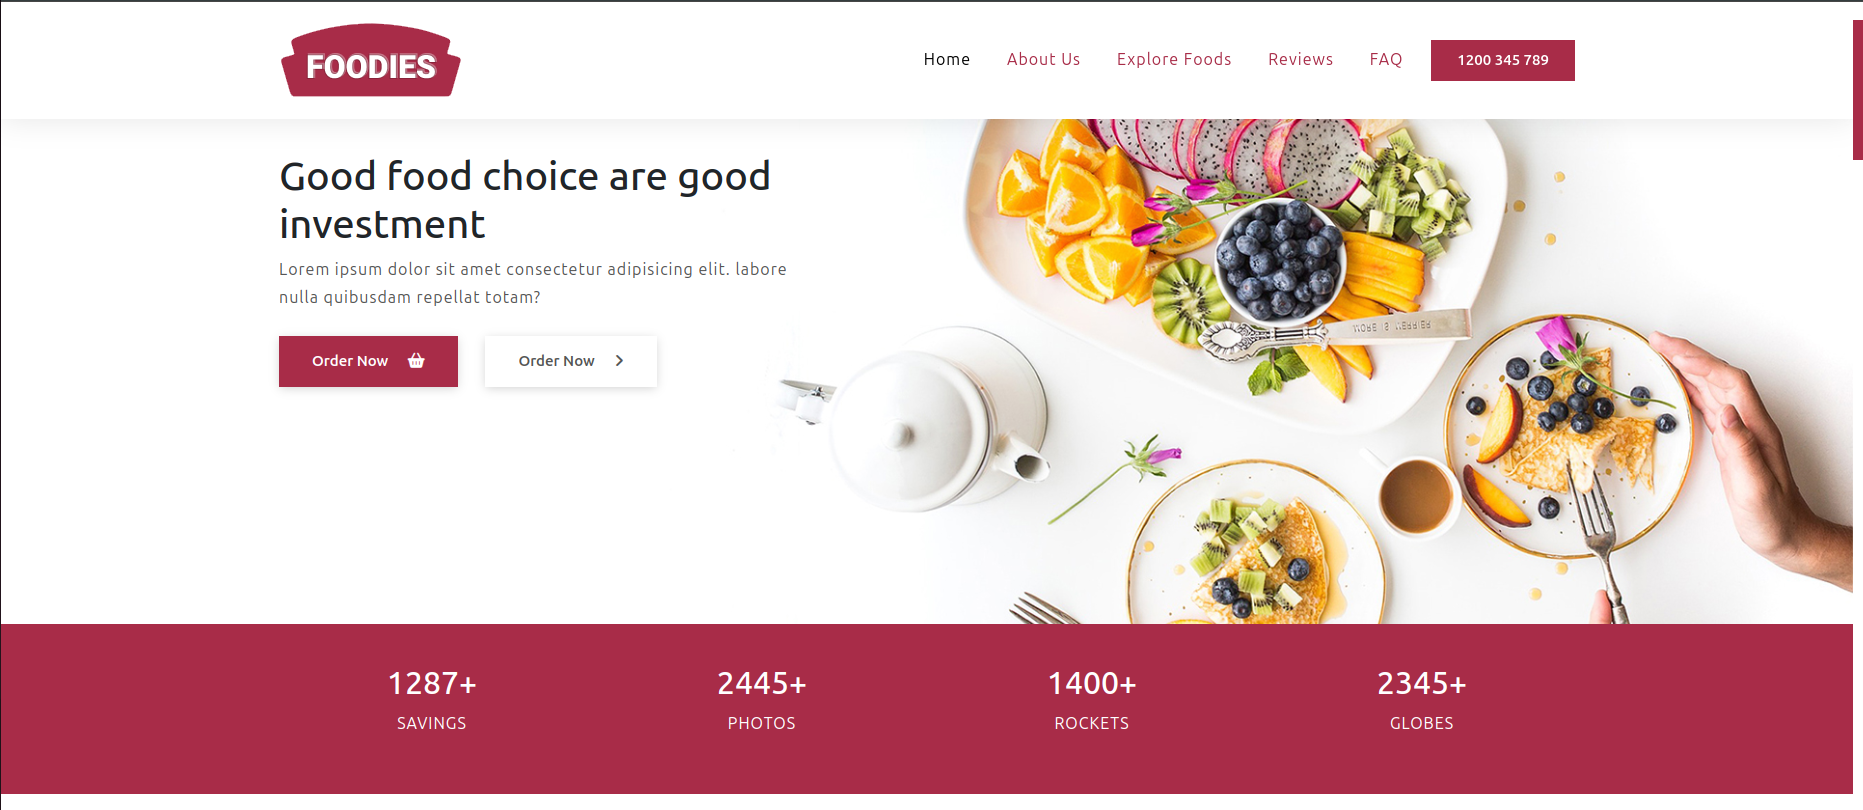 FOODIES
Home
About Us
Explore Foods
Reviews
FAQ
1200 345 789
Good food choice are good
investment
Lorem ipsum dolor sit amet consectetur adipisicing elit. labore
nulla quibusdam repellat totam?
Order Now
Order Now
MORE & MERRIER
1287+
2445+
1400+
2345+
SAVINGS
PHOTOS
ROCKETS
GLOBES